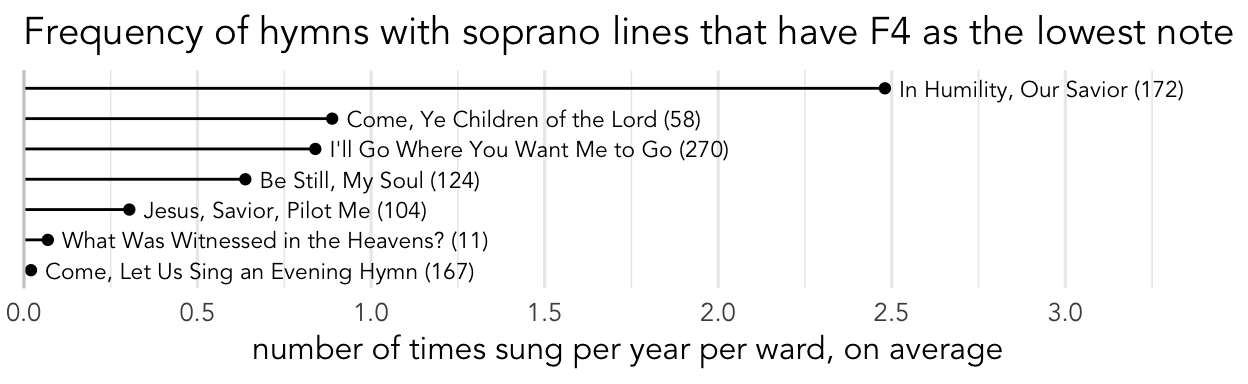 Frequency of hymns with soprano lines that have F4 as the lowest note
In Humility, Our Savior (172)
Come, Ye Children of the Lord (58)
I'll Go Where You Want Me to Go (270)
Be Still, My Soul (124)
Jesus, Savior, Pilot Me (104)
What Was Witnessed in the Heavens? (11)
Come, Let Us Sing an Evening Hymn (167)
0.0 0.5 1.0 1.5 2.0 2.5 3.0
number of times sung per year per ward, on average